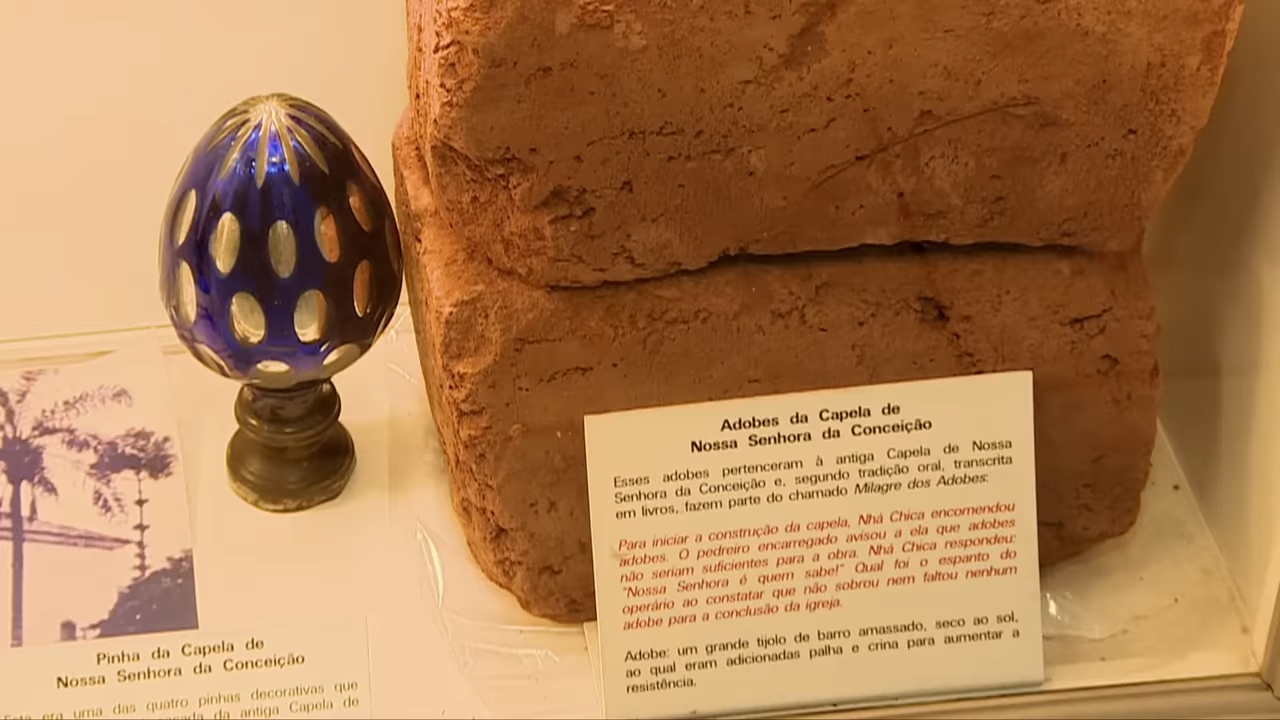 Adobes da Capela de
Nossa Senhora da Conceição
Esses adobes pertenceram à antiga Capela de Nossa
Senhora da Conceição e, segundo tradição oral, transcrita
em livros, fazem parte do chamado Milagre dos Adobes:
Para iniciar a construção da capela, Nhá Chica encomendou
adobes. O pedreiro encarregado avisou a ela que adobes
não seriam suficientes para a obra. Nhá Chica respondeu:
"Nossa Senhora é quem sabe!" Qual foi o espanto do
operário ao constatar que não sobrou nem faltou nenhum
adobe para a conclusão da igreja.
Adobe: um grande tijolo de barro amassado, seco ao sol,
ao qual eram adicionadas palha e crina para aumentar a
resistência.
Pinha da Capela de
Nossa Senhora da Conceição
Esta era uma das quatro pinhas decorativas que
da antiga Capela de